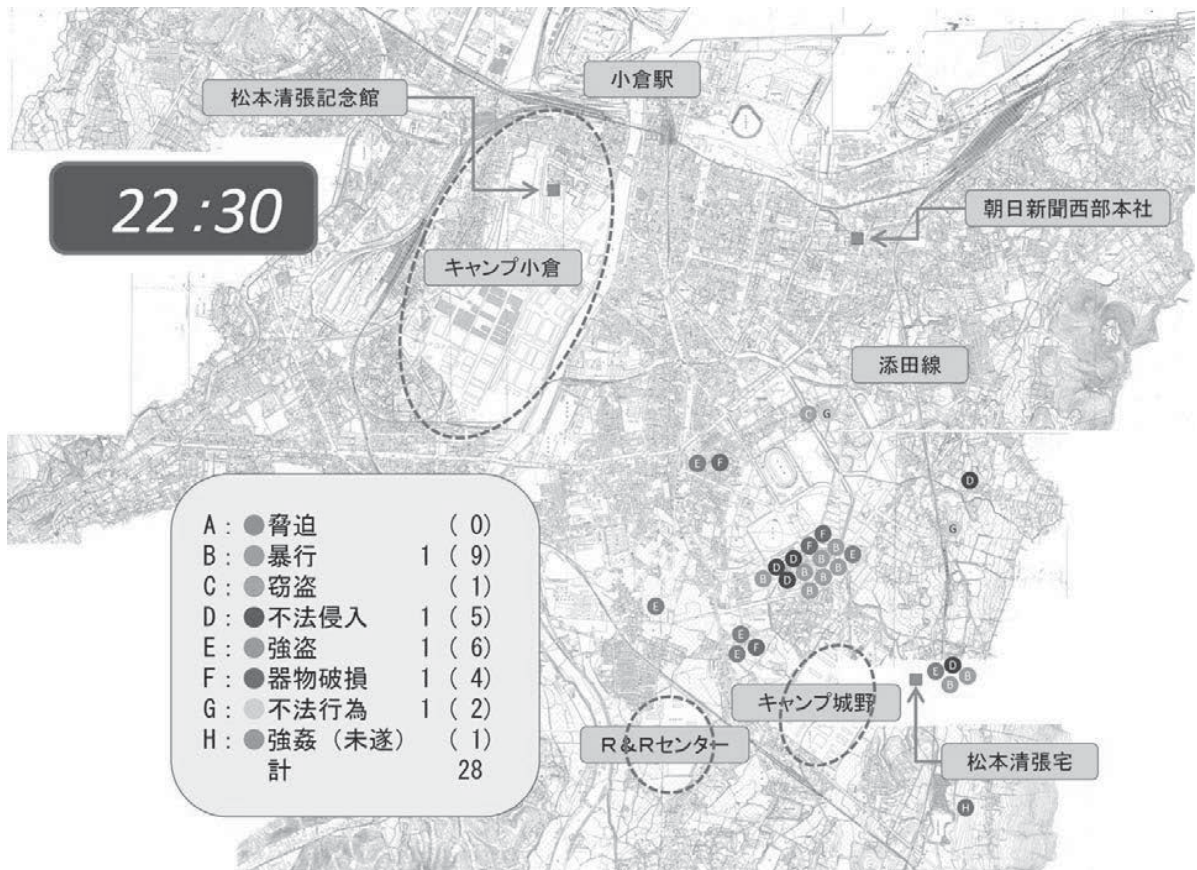 小倉駅
松本清張記念館
22:30
朝日新聞西部本社
キャンプ小倉
添田線
C G
E F
D
G
F
F B
D B E
D B B
B D B
B
E
E
E F
D
E B
B
キャンプ城野
R&Rセンター
松本清張宅
H
A : 脅迫 ( 0)
B : 暴行 1 ( 9)
C : 窃盗 ( 1)
D : 不法侵入 1 ( 5)
E : 強盗 1 ( 6)
F : 器物破損 1 ( 4)
G : 不法行為 1 ( 2)
H : 強姦(未遂) ( 1)
計 28